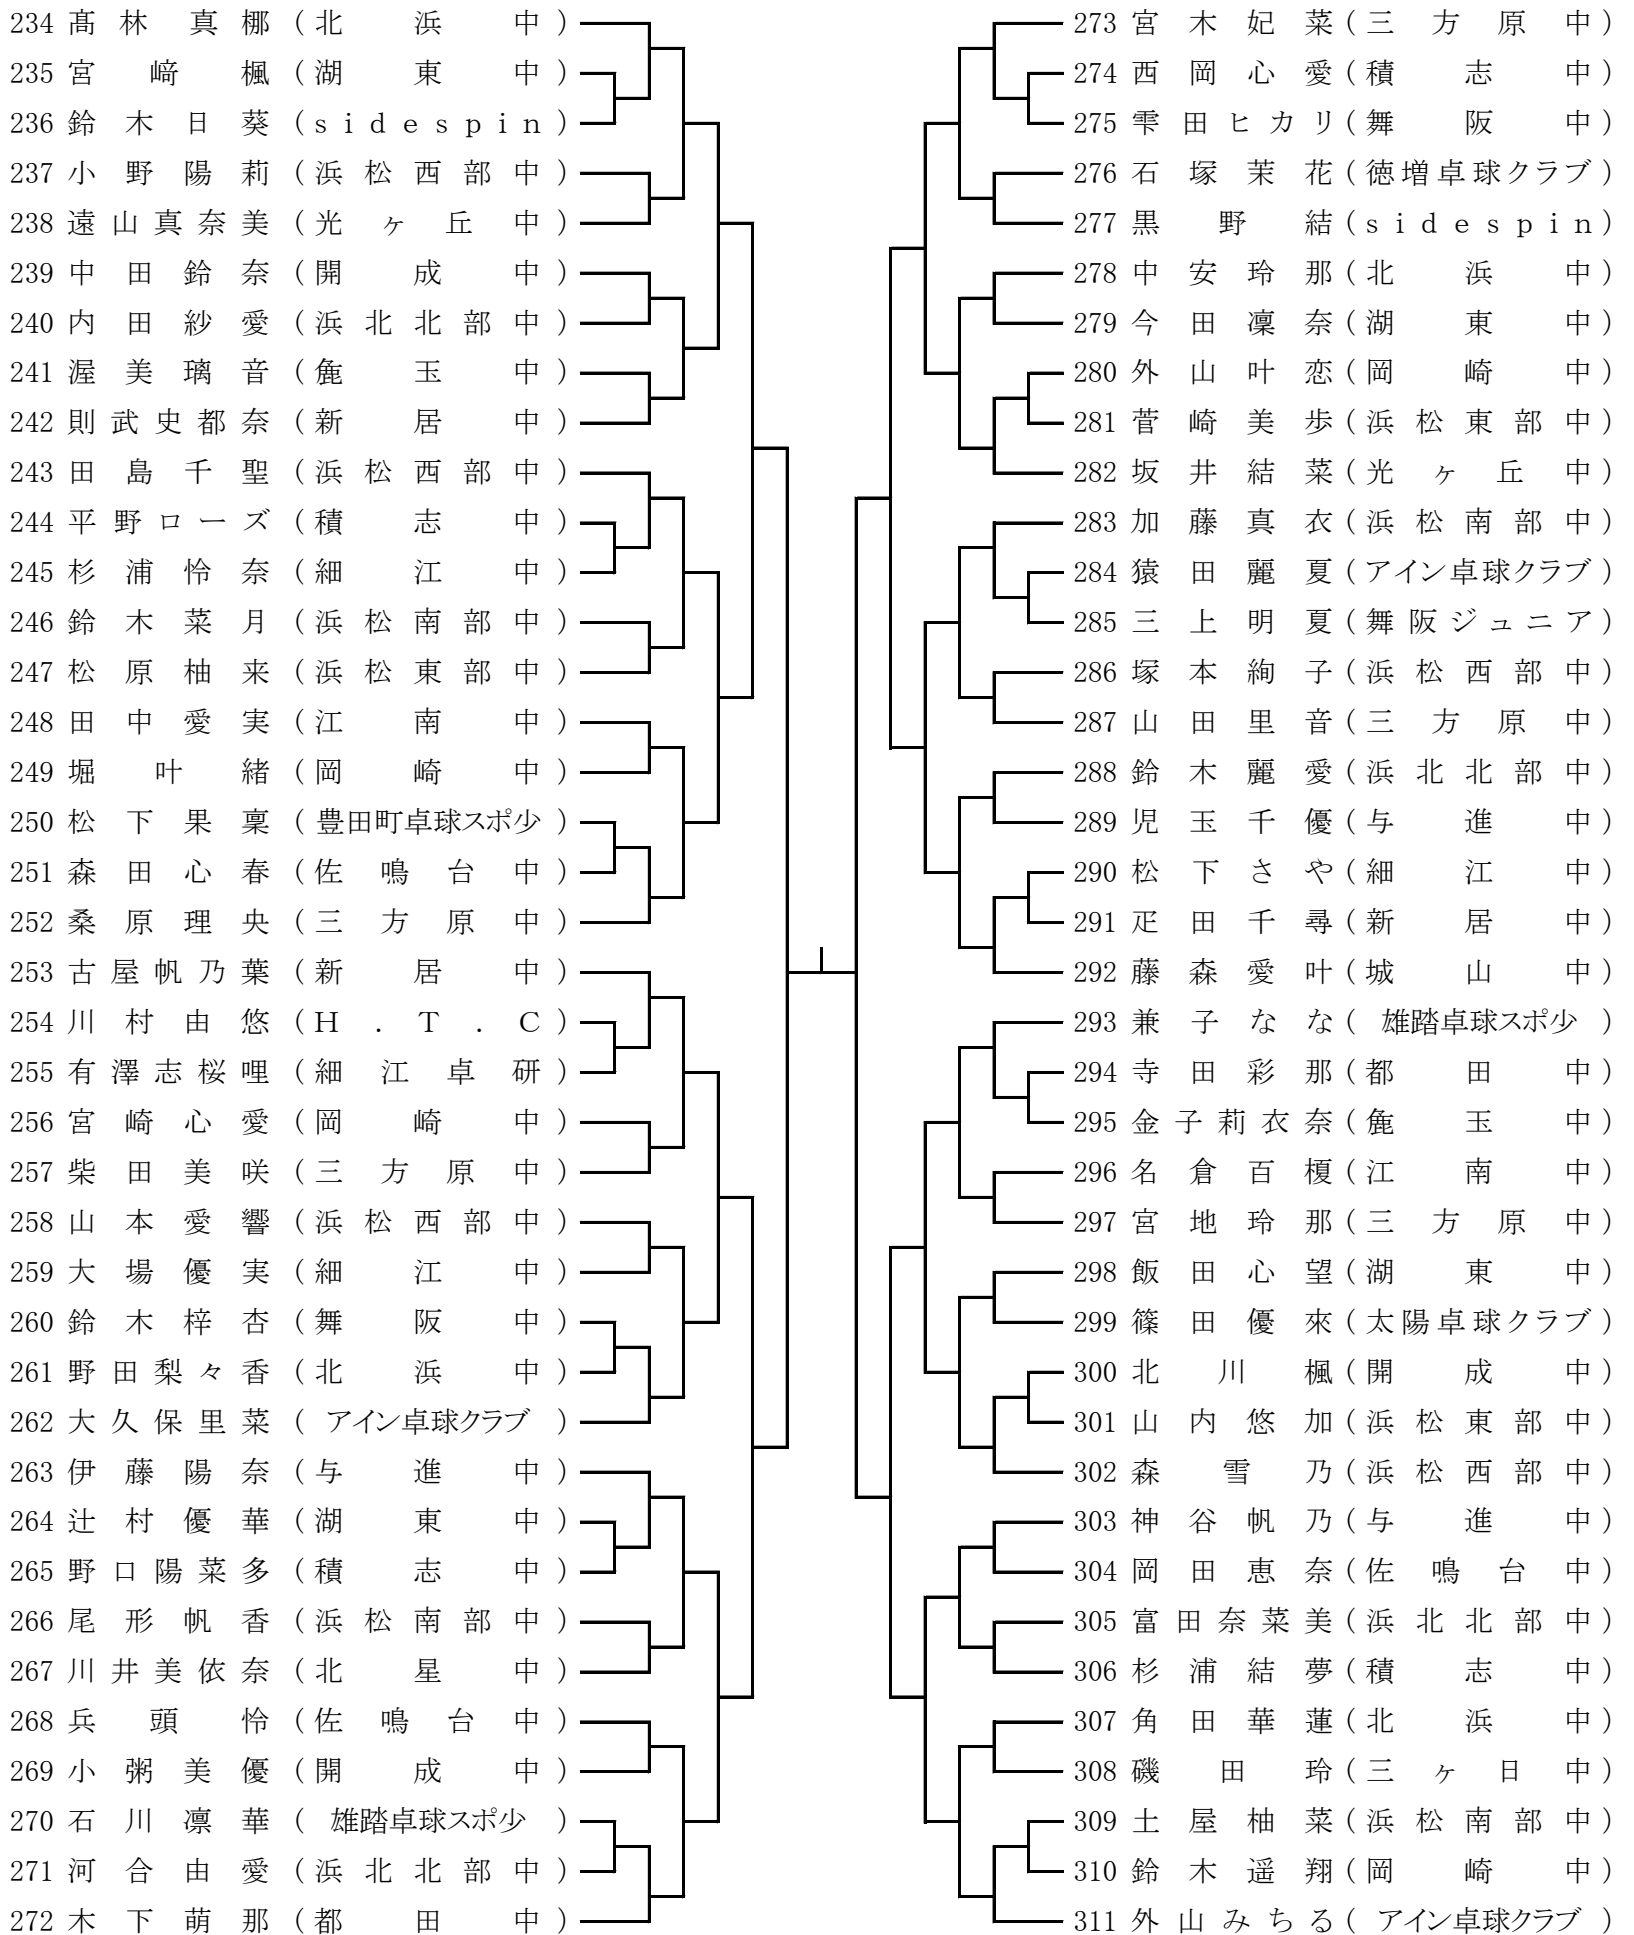 234 髙林真梛 (北浜中)
235 宮﨑楓 (湖東中)
236 鈴木日葵 (sidespin)
237 小野陽莉 (浜松西部中)
238 遠山真奈美 (光ヶ丘中)
239 中田鈴奈 (開成中)
240 内田紗愛 (浜北北部中)
241 渥美璃音 (麁玉中)
242 則武史都奈 (新居中)
243 田島千聖 (浜松西部中)
244 平野ローズ (積志中)
245 杉浦怜奈 (細江中)
246 鈴木菜月 (浜松南部中)
247 松原柚来 (浜松東部中)
248 田中愛実 (江南中)
249 堀叶緒 (岡崎中)
250 松下果稟 (豊田町卓球スポ少)
251 森田心春 (佐鳴台中)
252 桑原理央 (三方原中)
253 古屋帆乃葉 (新居中)
254 川村由悠 (H.T.C)
255 有澤志桜哩 (細江卓研)
256 宮崎心愛 (岡崎中)
257 柴田美咲 (三方原中)
258 山本愛響 (浜松西部中)
259 大場優実 (細江中)
260 鈴木梓杏 (舞阪中)
261 野田梨々香 (北浜中)
262 大久保里菜 (アイン卓球クラブ)
263 伊藤陽奈 (与進中)
264 辻村優華 (湖東中)
265 野口陽菜多 (積志中)
266 尾形帆香 (浜松南部中)
267 川井美依奈 (北星中)
268 兵頭怜 (佐鳴台中)
269 小粥美優 (開成中)
270 石川凛華 (雄踏卓球スポ少)
271 河合由愛 (浜北北部中)
272 木下萌那 (都田中)
273 宮木妃菜 (三方原中)
274 西岡心愛 (積志中)
275 雫田ヒカリ (舞阪中)
276 石塚茉花 (徳増卓球クラブ)
277 黒野結 (sidespin)
278 中安玲那 (北浜中)
279 今田凜奈 (湖東中)
280 外山叶恋 (岡崎中)
281 菅崎美歩 (浜松東部中)
282 坂井結菜 (光ヶ丘中)
283 加藤真衣 (浜松南部中)
284 猿田麗夏 (アイン卓球クラブ)
285 三上明夏 (舞阪ジュニア)
286 塚本絢子 (浜松西部中)
287 山田里音 (三方原中)
288 鈴木麗愛 (浜北北部中)
289 児玉千優 (与進中)
290 松下さや (細江中)
291 疋田千尋 (新居中)
292 藤森愛叶 (城山中)
293 兼子なな (雄踏卓球スポ少)
294 寺田彩那 (都田中)
295 金子莉衣奈 (麁玉中)
296 名倉百榎 (江南中)
297 宮地玲那 (三方原中)
298 飯田心望 (湖東中)
299 篠田優來 (太陽卓球クラブ)
300 北川楓 (開成中)
301 山内悠加 (浜松東部中)
302 森雪乃 (浜松西部中)
303 神谷帆乃 (与進中)
304 岡田恵奈 (佐鳴台中)
305 富田奈菜美 (浜北北部中)
306 杉浦結夢 (積志中)
307 角田華蓮 (北浜中)
308 磯田玲 (三ヶ日中)
309 土屋柚菜 (浜松南部中)
310 鈴木遥翔 (岡崎中)
311 外山みちる (アイン卓球クラブ)